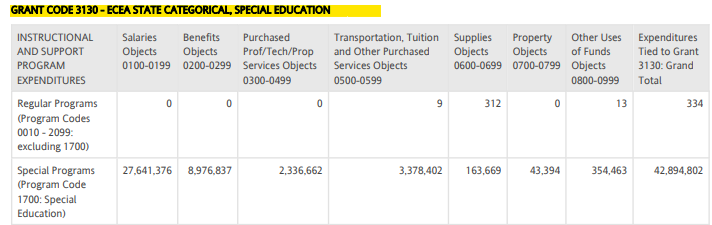 GRANT CODE 3130 - ECEA STATE CATEGORICAL, SPECIAL EDUCATION
INSTRUCTIONAL AND SUPPORT PROGRAM EXPENDITURES
Salaries Objects 0100-0199
Benefits Objects 0200-0299
Purchased Prof/Tech/Prop Services Objects 0300-0499
Transportation, Tuition and Other Purchased Services Objects 0500-0599
Supplies Objects 0600-0699
Property Objects 0700-0799
Other Uses of Funds Objects 0800-0999
Expenditures Tied to Grant 3130: Grand Total
Regular Programs (Program Codes 0010 - 2099: excluding 1700)
0 0 0 9 312 0 13 334
Special Programs (Program Code 1700: Special Education)
27,641,376 8,976,837 2,336,662 3,378,402 163,669 43,394 354,463 42,894,802